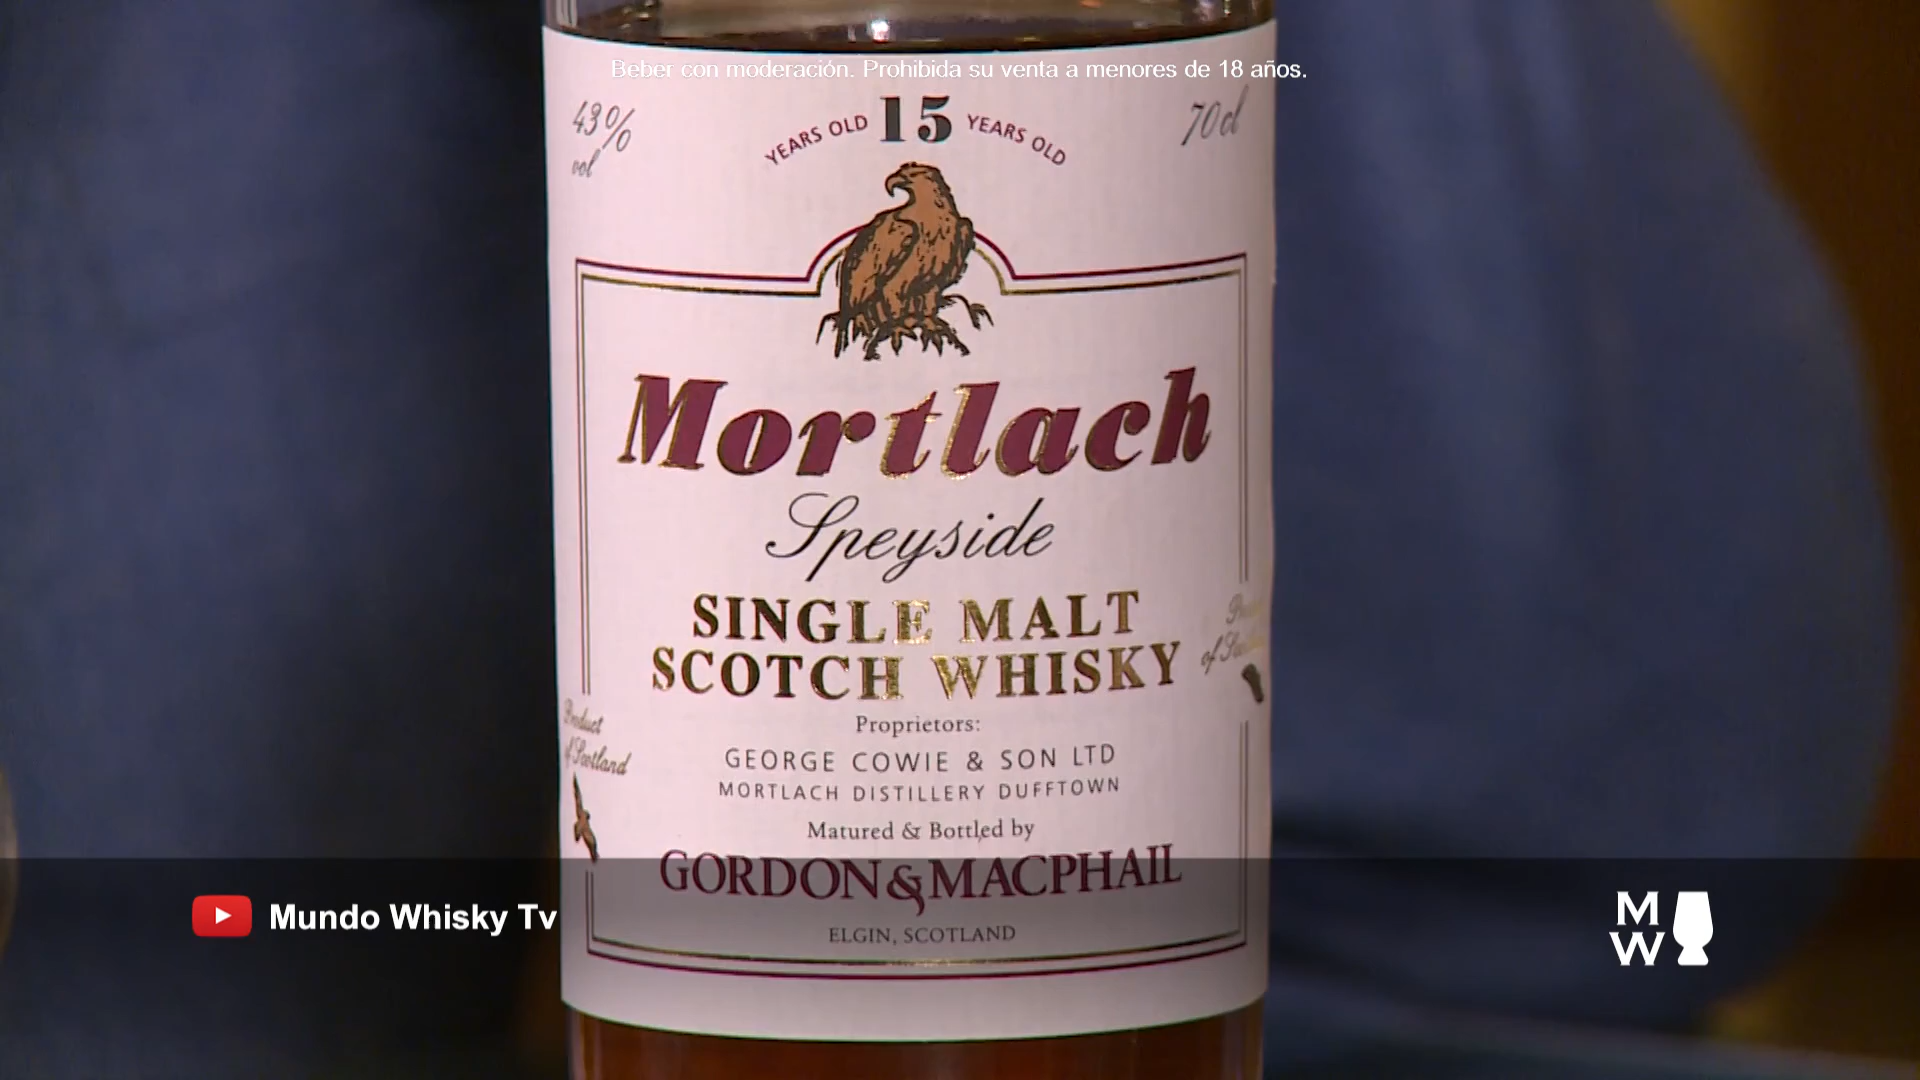 Beber con moderación. Prohibida su venta a menores de 18 años.
43%
vol
YEARS OLD 15 YEARS OLD
70cl
Mortlach
Speyside
SINGLE MALT
SCOTCH WHISKY
Proprietors:
GEORGE COWIE & SON LTD
MORTLACH DISTILLERY DUFFTOWN
Product
of Scotland
Matured & Bottled by
GORDON & MACPHAIL
ELGIN, SCOTLAND
Mundo Whisky Tv
M
W